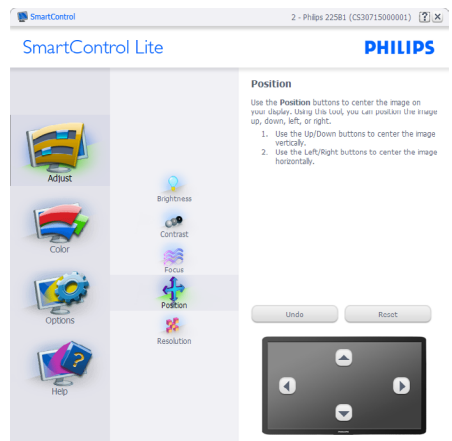 SmartControl
2 - Philips 225B1 (CS30715000001) ? X
SmartControl Lite
PHILIPS
Adjust
Color
Options
Help
Brightness
Contrast
Focus
Position
Resolution
Position
Use the Position buttons to center the image on
your display. Using this tool, you can position the image
up, down, left, or right.
1. Use the Up/Down buttons to center the image
vertically.
2. Use the Left/Right buttons to center the image
horizontally.
Undo
Reset